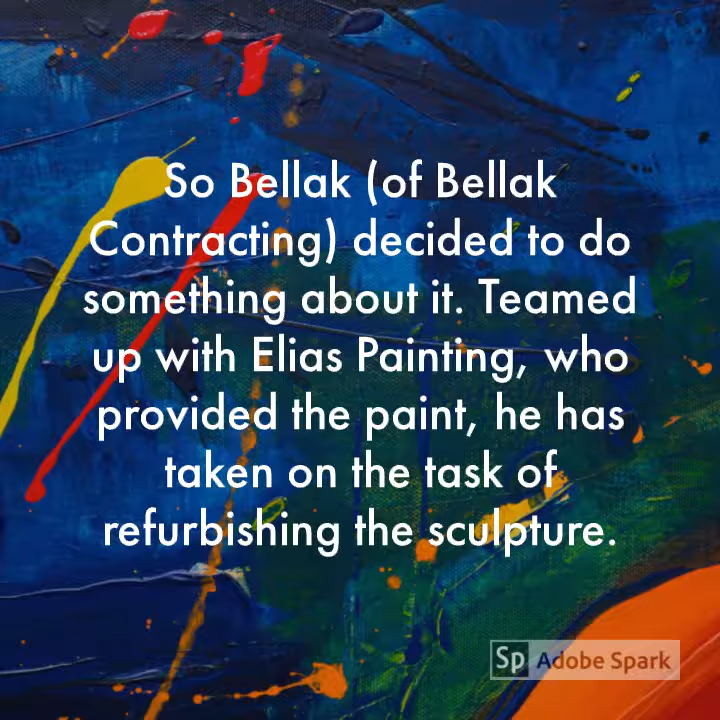 So Bellak (of Bellak
Contracting) decided to do
something about it. Teamed
up with Elias Painting, who
provided the paint, he has
taken on the task of
refurbishing the sculpture.
Sp Adobe Spark